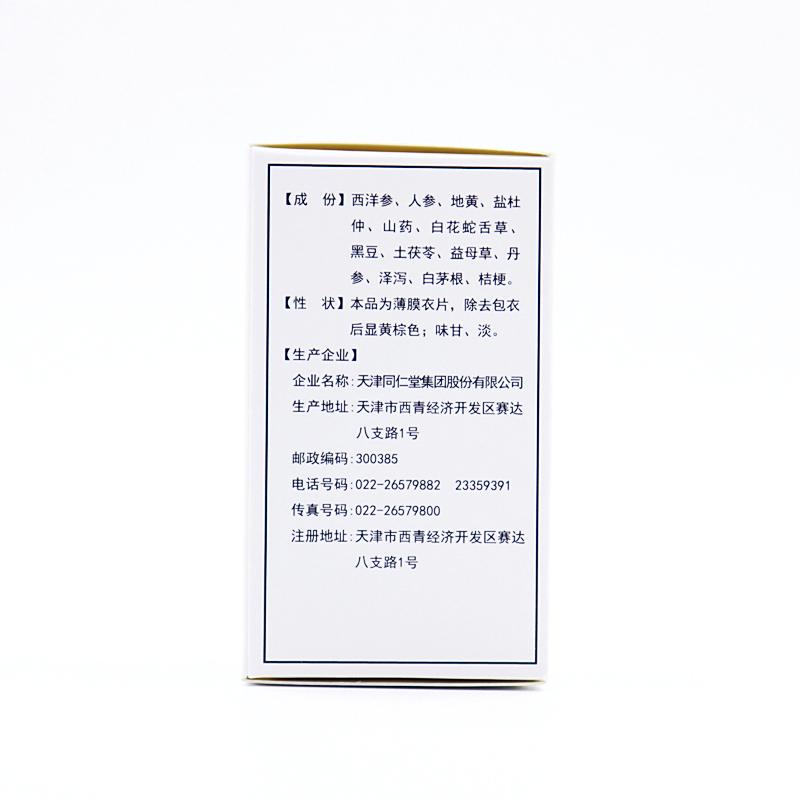 【成　份】西洋参、人参、地黄、盐杜
仲、山药、白花蛇舌草、
黑豆、土茯苓、益母草、丹
参、泽泻、白茅根、桔梗。
【性　状】本品为薄膜衣片，除去包衣
后显黄棕色；味甘、淡。
【生产企业】
企业名称:天津同仁堂集团股份有限公司
生产地址:天津市西青经济开发区赛达
八支路1号
邮政编码:300385
电话号码:022-26579882　23359391
传真号码:022-26579800
注册地址:天津市西青经济开发区赛达
八支路1号